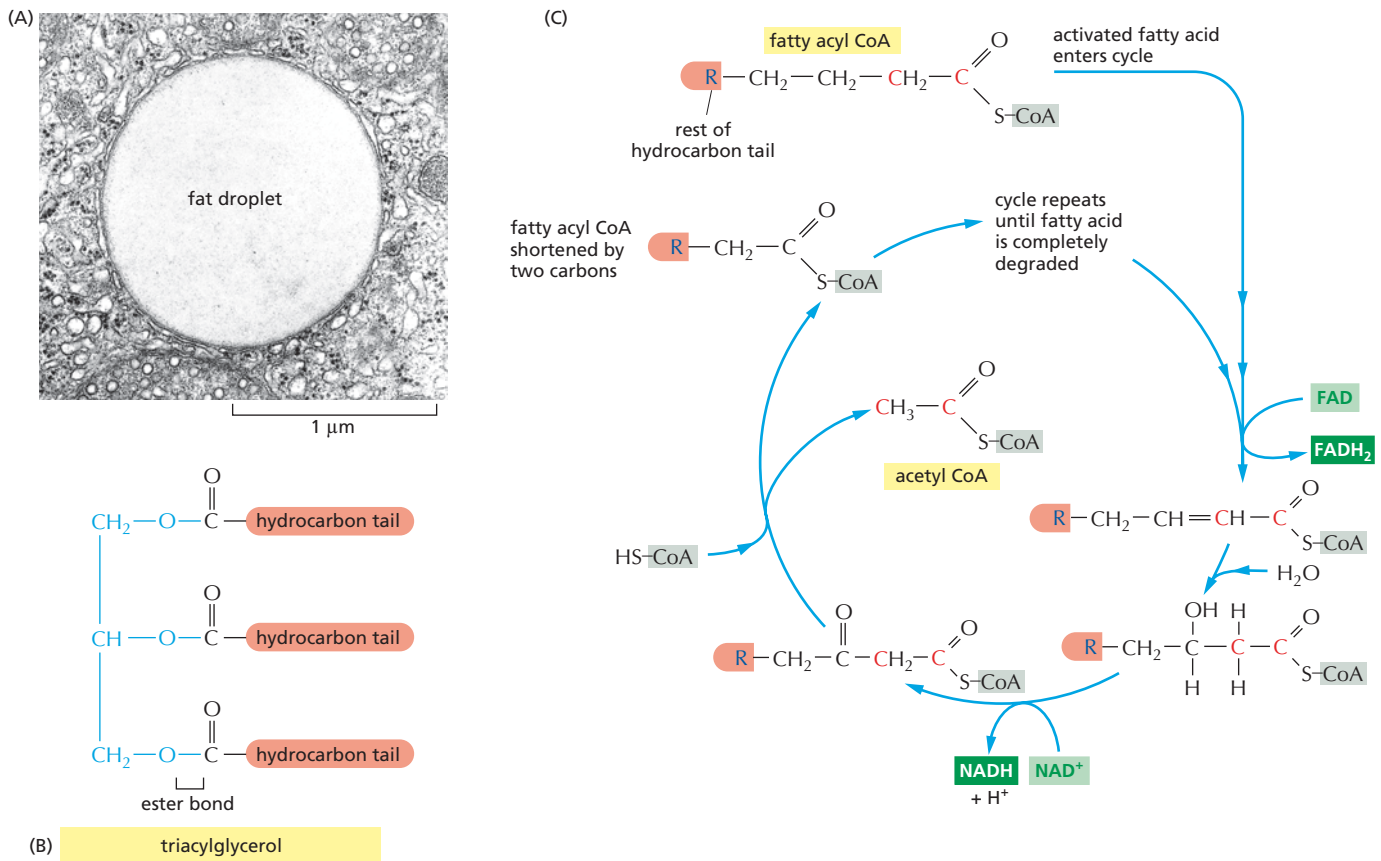 (A)
fat droplet
1 μm
O
CH₂—O—C—hydrocarbon tail
O
CH—O—C—hydrocarbon tail
O
CH₂—O—C—hydrocarbon tail
ester bond
(B)
triacylglycerol
(C)
fatty acyl CoA
O
R—CH₂—CH₂—CH₂—C
S–CoA
rest of
hydrocarbon tail
activated fatty acid
enters cycle
fatty acyl CoA
shortened by
two carbons
O
R—CH₂—C
S–CoA
cycle repeats
until fatty acid
is completely
degraded
FAD
FADH₂
O
CH₃—C
S–CoA
acetyl CoA
O
R—CH₂—CH=CH—C
S–CoA
H₂O
HS–CoA
OH H O
R—CH₂—C—C—C
S–CoA
H H
O O
R—CH₂—C—CH₂—C
S–CoA
NADH
+ H⁺
NAD⁺